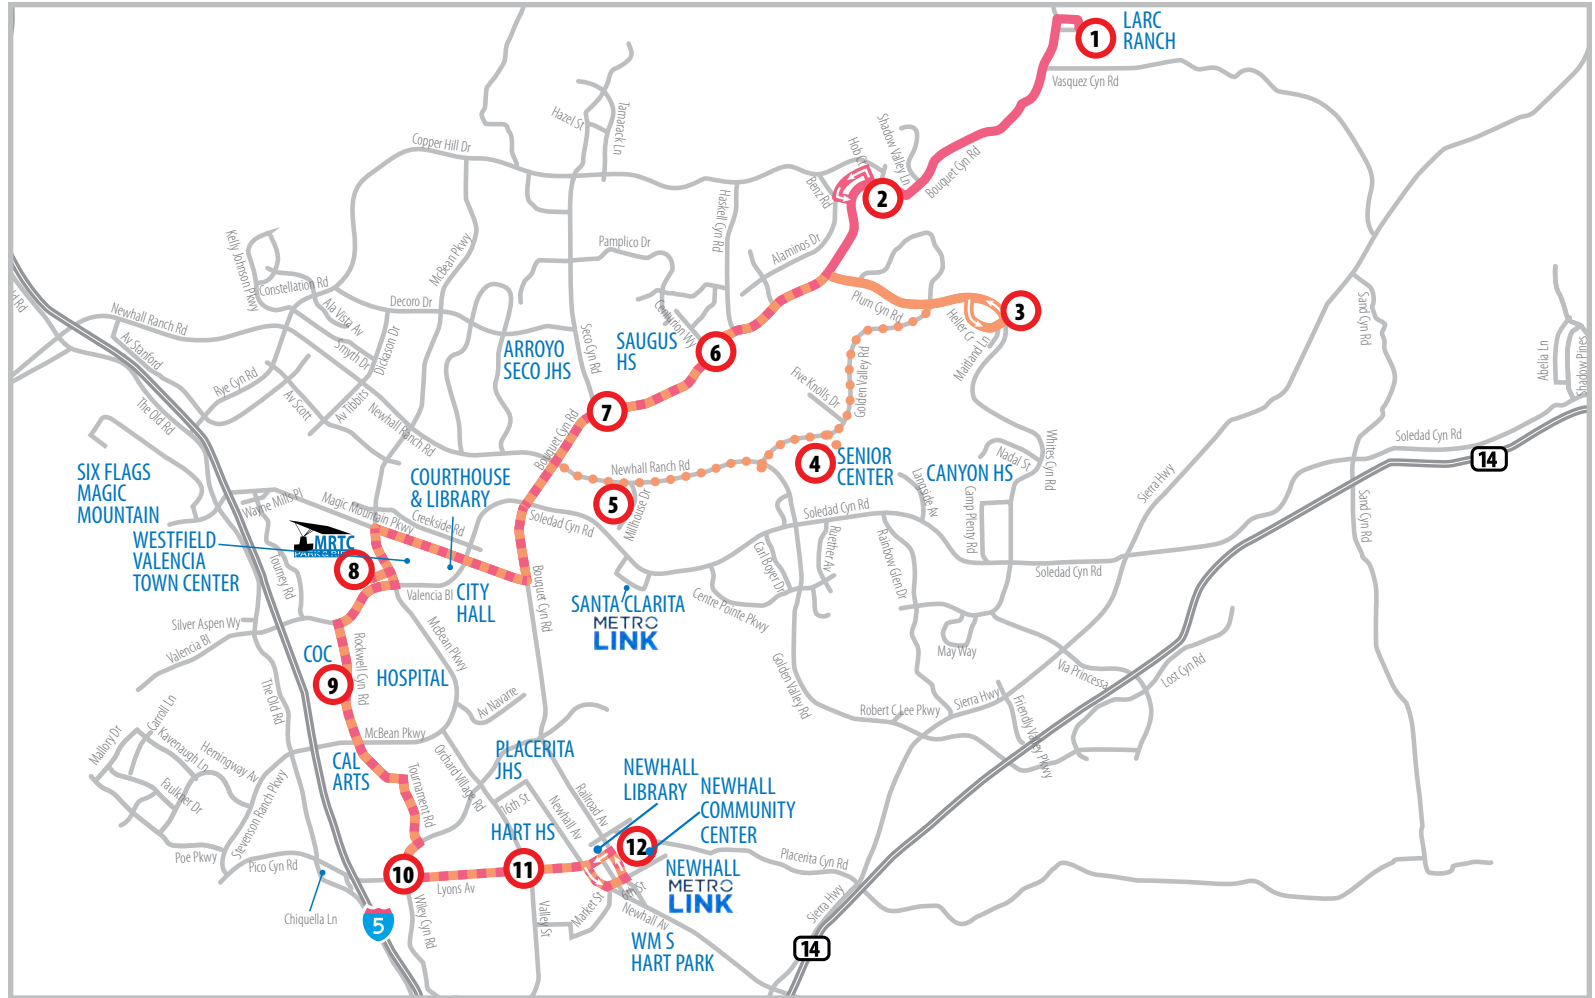 LARC
RANCH
1
Vasquez Cyn Rd
Hazel St
Tamarack Ln
Copper Hill Dr
Hob Ct
Shadow Valley Ln
Bouquet Cyn Rd
Benz Rd
2
Haskell Cyn Rd
Kelly Johnson Pkwy
McBean Pkwy
Pamplico Dr
Alaminos Dr
Constellation Rd
Decoro Dr
Ala Vista Av
Newhall Ranch Rd
Av Stanford
Smyth Dr
Dickason Dr
Seco Cyn Rd
Centurion Wy
Plum Cyn Rd
Heller Cr
Maitland Ln
3
Sand Cyn Rd
Abelia Ln
Shadow Pines
ARROYO
SECO JHS
SAUGUS
HS
6
Golden Valley Rd
Five Knolls Dr
Rye Cyn Rd
Av Scott
Av Tibbits
Newhall Ranch Rd
The Old Rd
7
Bouquet Cyn Rd
Newhall Ranch Rd
4
SENIOR
CENTER
CANYON HS
Nadal St
Whites Cyn Rd
Sierra Hwy
Soledad Cyn Rd
14
SIX FLAGS
MAGIC
MOUNTAIN
COURTHOUSE
& LIBRARY
5
Millhouse Dr
Langside Av
Camp Plenty Rd
Sand Cyn Rd
Wayne Mills Pl
Magic Mountain Pkwy
Creekside Rd
Soledad Cyn Rd
Soledad Cyn Rd
WESTFIELD
VALENCIA
TOWN CENTER
MRTC
PARK & RIDE
8
Tourney Rd
Valencia Bl
CITY
HALL
Bouquet Cyn Rd
SANTA CLARITA
METRO
LINK
Centre Pointe Pkwy
Carl Boyer Dr
Ruether Av
Rainbow Glen Dr
Soledad Cyn Rd
Silver Aspen Wy
Valencia Bl
COC
9
Rockwell Cyn Rd
HOSPITAL
McBean Pkwy
Golden Valley Rd
May Way
Via Princessa
Lost Cyn Rd
The Old Rd
Av Navarre
Robert C Lee Pkwy
Sierra Hwy
Friendly Valley Pkwy
Mallory Dr
Carroll Ln
Kavenaugh Ln
Hemingway Av
Faulkner Dr
McBean Pkwy
Orchard Village Rd
PLACERITA
JHS
CAL
ARTS
Tournament Rd
16th St
Newhall Av
Railroad Av
NEWHALL
LIBRARY
NEWHALL
COMMUNITY
CENTER
Stevenson Ranch Pkwy
Poe Pkwy
Pico Cyn Rd
HART HS
12
10
11
Lyons Av
Placerita Cyn Rd
NEWHALL
METRO
LINK
Chiquella Ln
5
Wiley Cyn Rd
Valley St
Market St
6th St
Newhall Av
Sierra Hwy
WM S
HART PARK
14